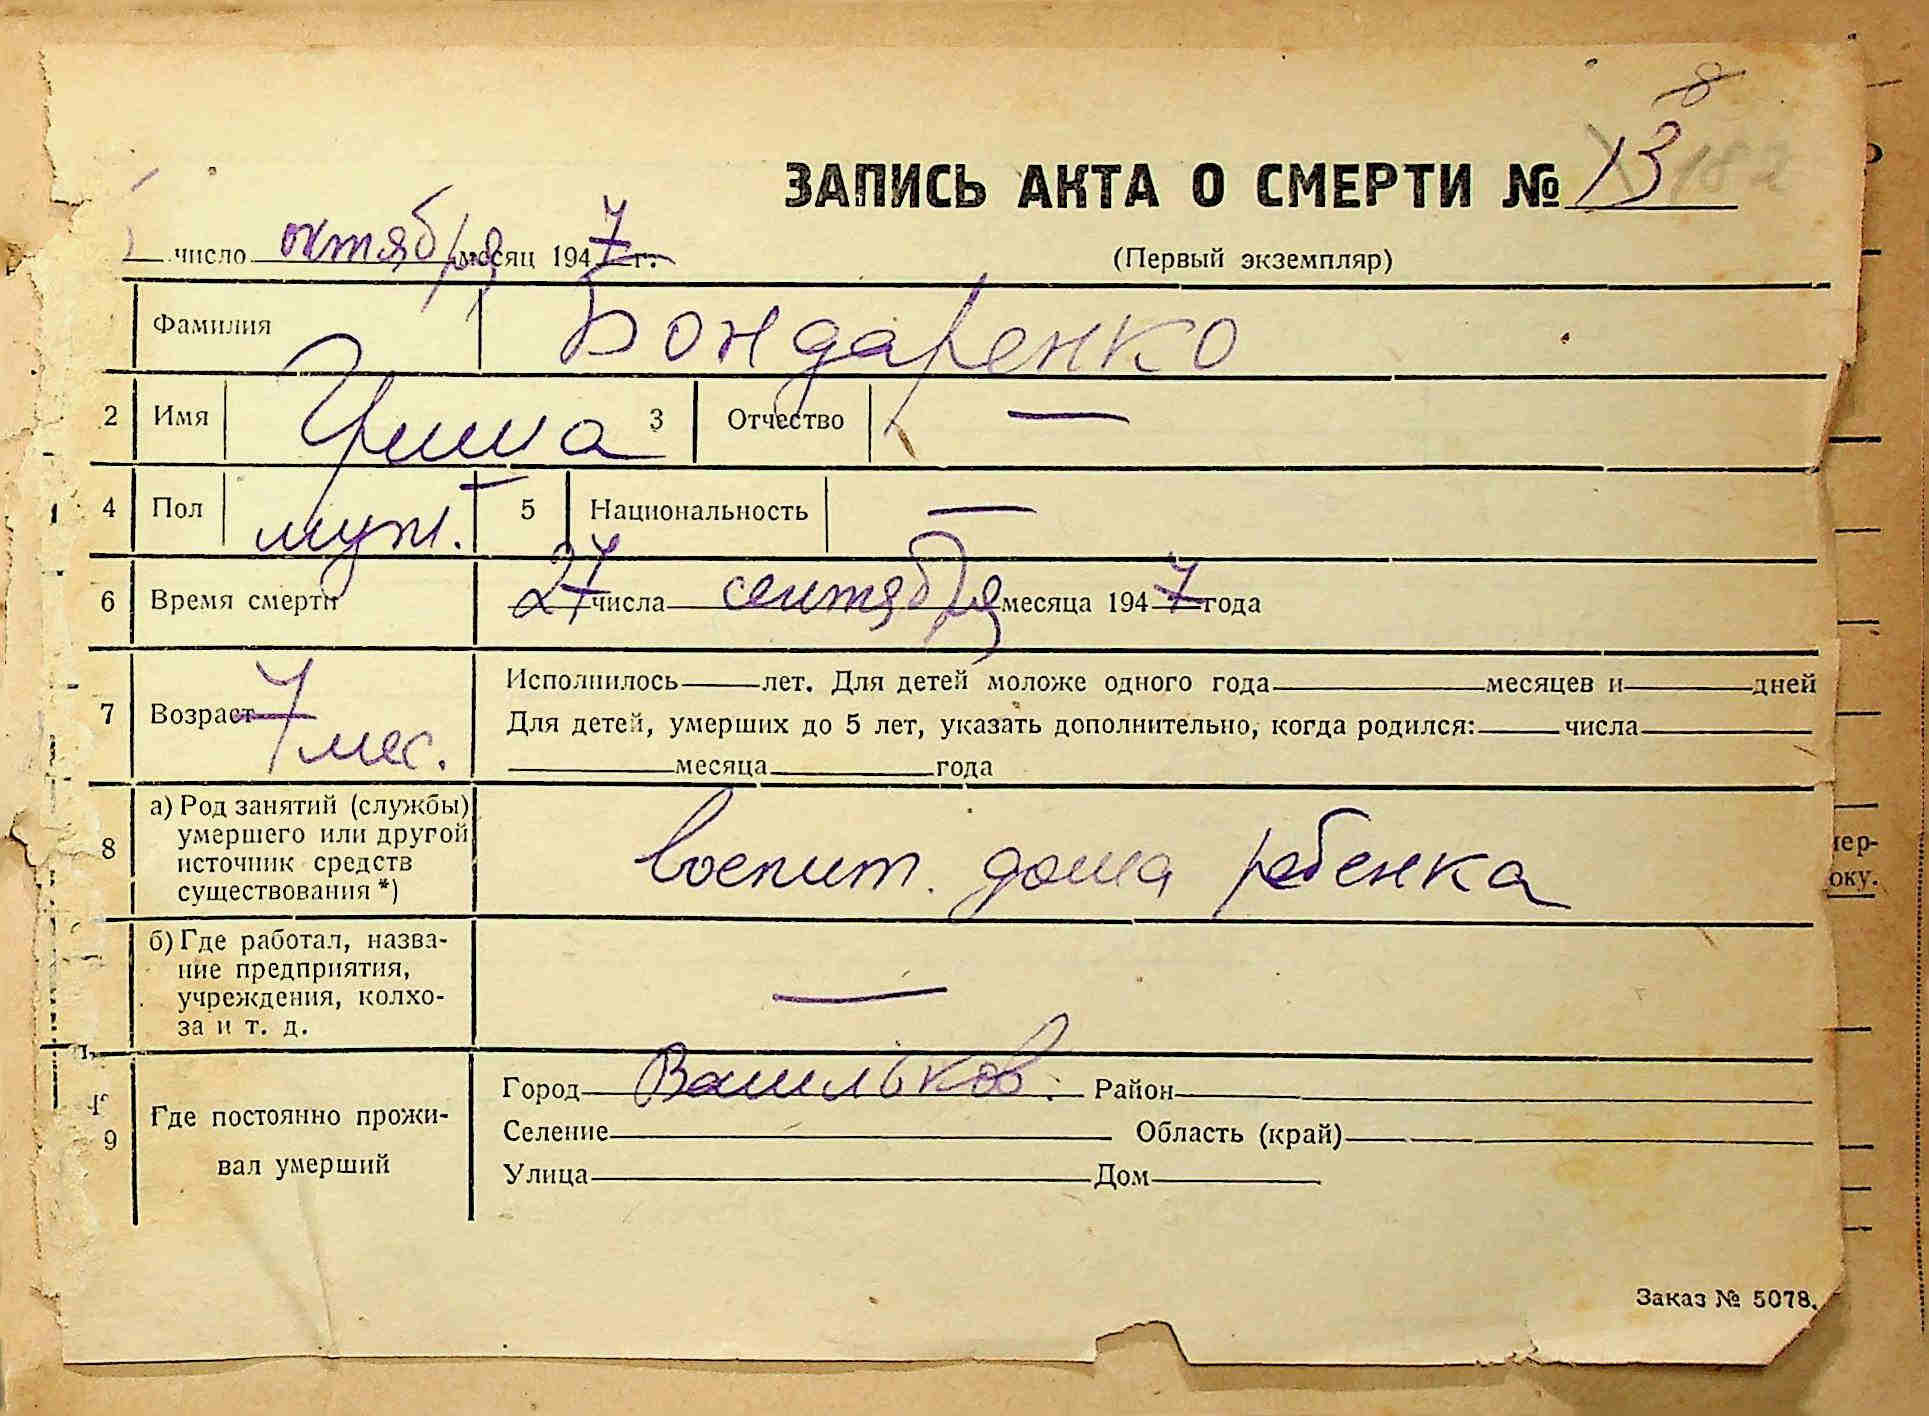 8
ЗАПИСЬ АКТА О СМЕРТИ № 13 182
число октября месяц 1947 г.
(Первый экземпляр)
Фамилия Бондаренко
2 Имя 3 Отчество —
4 Пол муж. 5 Национальность —
6 Время смерти 27 числа сентября месяца 1947 года
7 Возраст 7 мес.
Исполнилось лет. Для детей моложе одного года месяцев и дней
Для детей, умерших до 5 лет, указать дополнительно, когда родился: числа
месяца года
8 а) Род занятий (службы)
умершего или другой
источник средств
существования *)
воспит. дома ребенка
б) Где работал, назва-
ние предприятия,
учреждения, колхо-
за и т. д.
—
9 Где постоянно прожи-
вал умерший
Город Васильков. Район
Селение Область (край)
Улица Дом
Заказ № 5078.